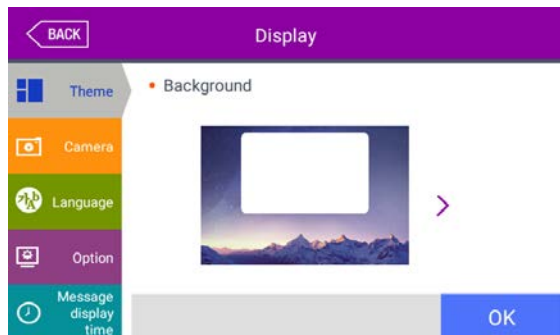 BACK
Display
Theme
Camera
Language
Option
Message
display
time
• Background
OK